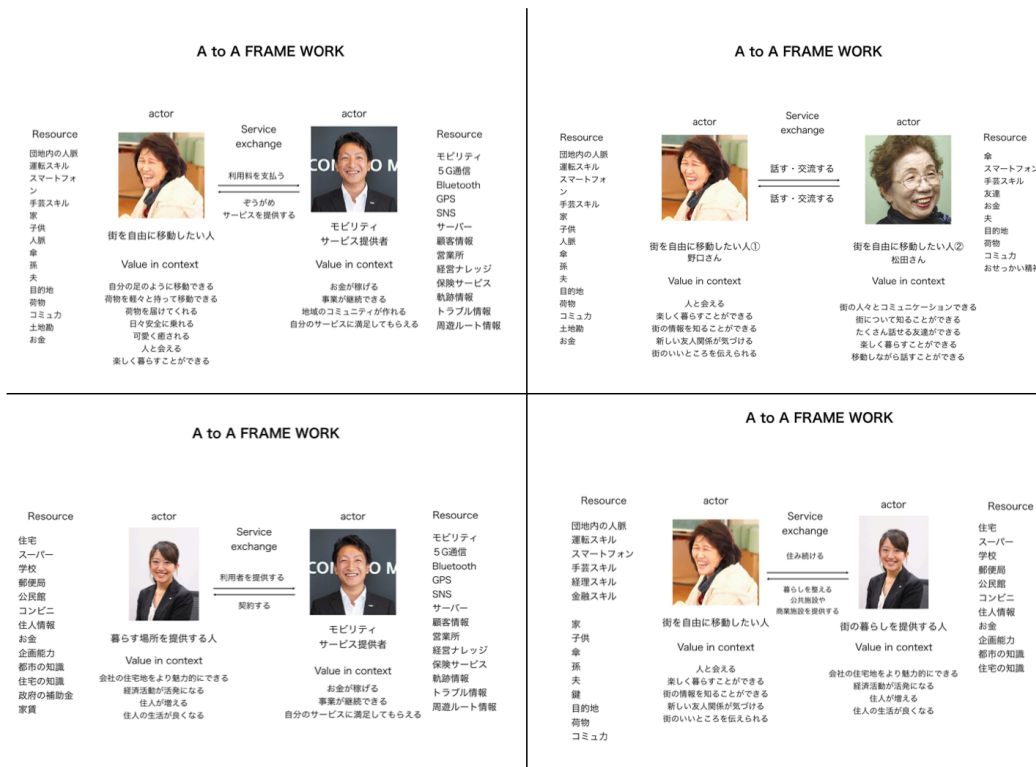 A to A FRAME WORK
Resource
団地内の人脈
運転スキル
スマートフォ
ン
手芸スキル
家
子供
人脈
傘
孫
夫
目的地
荷物
コミュ力
土地勘
お金
actor
街を自由に移動したい人
Value in context
自分の足のように移動できる
荷物を軽々と持って移動できる
荷物を届けてくれる
日々安全に乗れる
可愛く癒される
人と会える
楽しく暮らすことができる
Service
exchange
利用料を支払う
ぞうがめ
サービスを提供する
actor
COM
O M
モビリティ
サービス提供者
Value in context
お金が稼げる
事業が継続できる
地域のコミュニティが作れる
自分のサービスに満足してもらえる
Resource
モビリティ
5G通信
Bluetooth
GPS
SNS
サーバー
顧客情報
営業所
経営ナレッジ
保険サービス
軌跡情報
トラブル情報
周遊ルート情報
A to A FRAME WORK
Resource
団地内の人脈
運転スキル
スマートフォ
ン
手芸スキル
家
子供
人脈
傘
孫
夫
目的地
荷物
コミュ力
土地勘
お金
actor
街を自由に移動したい人①
野口さん
Value in context
人と会える
楽しく暮らすことができる
街の情報を知ることができる
新しい友人関係が気づける
街のいいところを伝えられる
Service
exchange
話す・交流する
話す・交流する
actor
街を自由に移動したい人②
松田さん
Value in context
街の人々とコミュニケーションできる
街について知ることができる
たくさん話せる友達ができる
楽しく暮らすことができる
移動しながら話すことができる
Resource
傘
スマートフォン
手芸スキル
友達
お金
夫
目的地
荷物
コミュ力
おせっかい精神
A to A FRAME WORK
Resource
住宅
スーパー
学校
郵便局
公民館
コンビニ
住人情報
お金
企画能力
都市の知識
住宅の知識
政府の補助金
家賃
actor
暮らす場所を提供する人
Value in context
会社の住宅地をより魅力的にできる
経済活動が活発になる
住人が増える
住人の生活が良くなる
Service
exchange
利用者を提供する
契約する
actor
COM
O M
モビリティ
サービス提供者
Value in context
お金が稼げる
事業が継続できる
自分のサービスに満足してもらえる
Resource
モビリティ
5G通信
Bluetooth
GPS
SNS
サーバー
顧客情報
営業所
経営ナレッジ
保険サービス
軌跡情報
トラブル情報
周遊ルート情報
A to A FRAME WORK
Resource
団地内の人脈
運転スキル
スマートフォン
手芸スキル
経理スキル
金融スキル
家
子供
傘
孫
夫
鍵
目的地
荷物
コミュ力
actor
街を自由に移動したい人
Value in context
人と会える
楽しく暮らすことができる
街の情報を知ることができる
新しい友人関係が気づける
街のいいところを伝えられる
Service
exchange
住み続ける
暮らしを整える
公共施設や
商業施設を提供する
actor
街の暮らしを提供する人
Value in context
会社の住宅地をより魅力的にできる
経済活動が活発になる
住人が増える
住人の生活が良くなる
Resource
住宅
スーパー
学校
郵便局
公民館
コンビニ
住人情報
お金
企画能力
都市の知識
住宅の知識